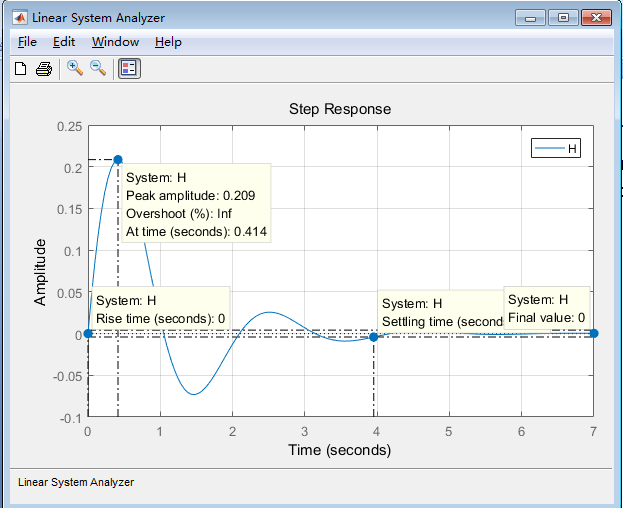 Linear System Analyzer
File Edit Window Help
Step Response
H
0.25
0.2
0.15
0.1
0.05
0
-0.05
-0.1
Amplitude
System: H
Peak amplitude: 0.209
Overshoot (%): Inf
At time (seconds): 0.414
System: H
Rise time (seconds): 0
System: H
Settling time
System: H
Final value: 0
0 1 2 3 4 5 6 7
Time (seconds)
Linear System Analyzer